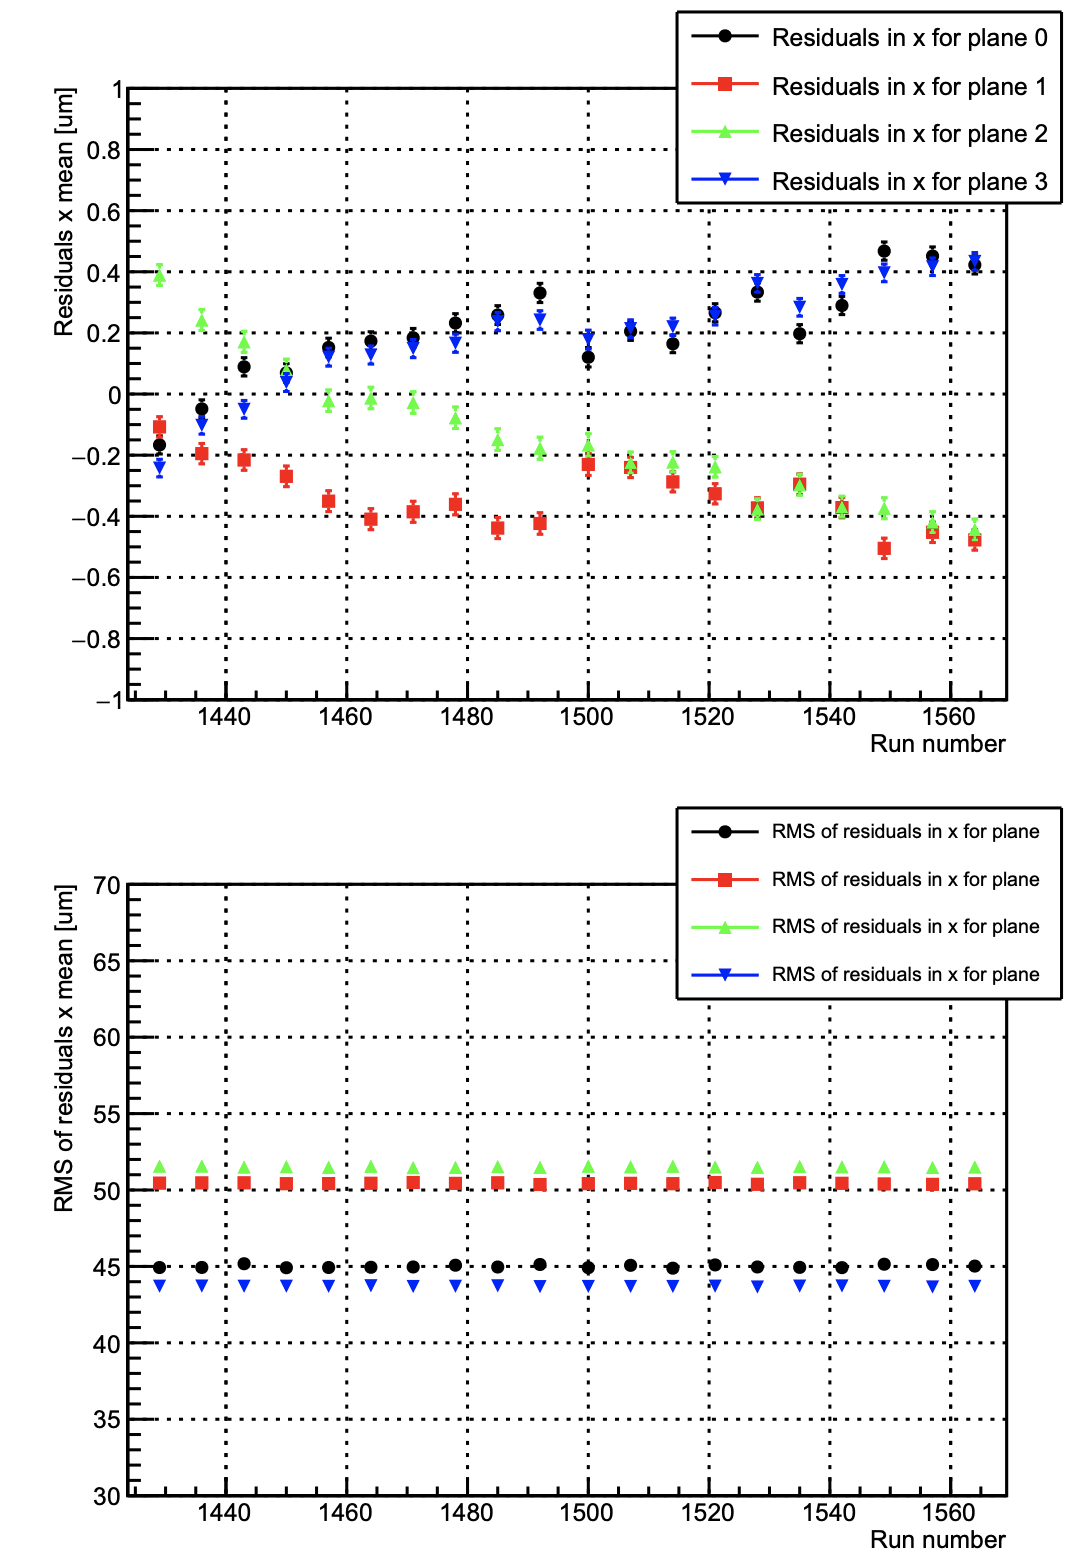 Residuals in x for plane 0
Residuals in x for plane 1
Residuals in x for plane 2
Residuals in x for plane 3
Residuals x mean [um]
1
0.8
0.6
0.4
0.2
0
−0.2
−0.4
−0.6
−0.8
−1
1440 1460 1480 1500 1520 1540 1560
Run number
RMS of residuals in x for plane
RMS of residuals in x for plane
RMS of residuals in x for plane
RMS of residuals in x for plane
RMS of residuals x mean [um]
70
65
60
55
50
45
40
35
30
1440 1460 1480 1500 1520 1540 1560
Run number